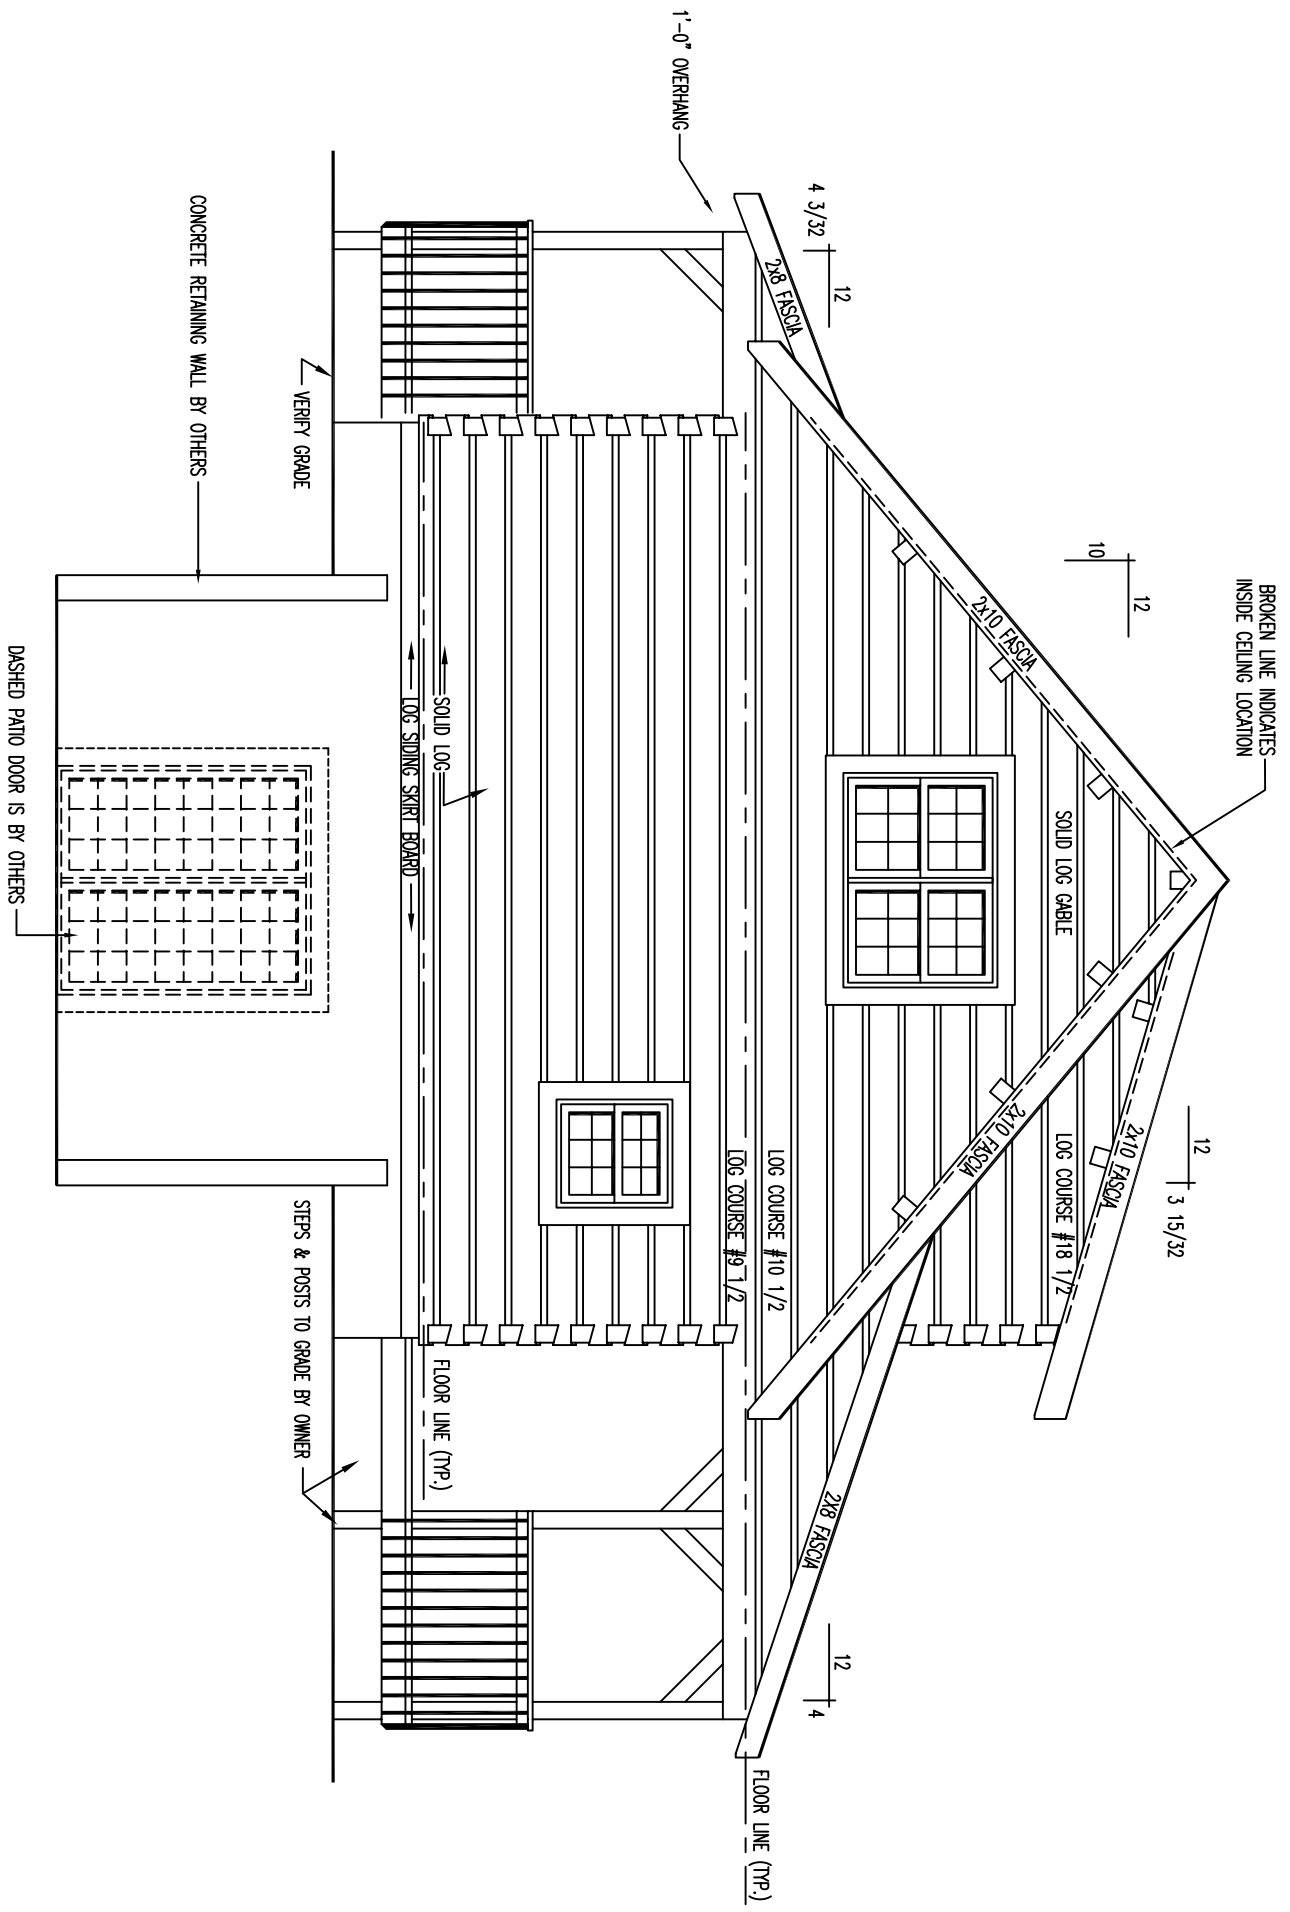 BROKEN LINE INDICATES
INSIDE CEILING LOCATION
12
10
12
3 15/32
2x10 FASCIA
2x10 FASCIA
2x10 FASCIA
SOLID LOG GABLE
LOG COURSE #18 1/2
4 3/32
12
12
4
2x8 FASCIA
2X8 FASCIA
1'-0" OVERHANG
LOG COURSE #10 1/2
LOG COURSE #9 1/2
FLOOR LINE (TYP.)
SOLID LOG
LOG SIDING SKIRT BOARD
FLOOR LINE (TYP.)
VERIFY GRADE
STEPS & POSTS TO GRADE BY OWNER
CONCRETE RETAINING WALL BY OTHERS
DASHED PATIO DOOR IS BY OTHERS